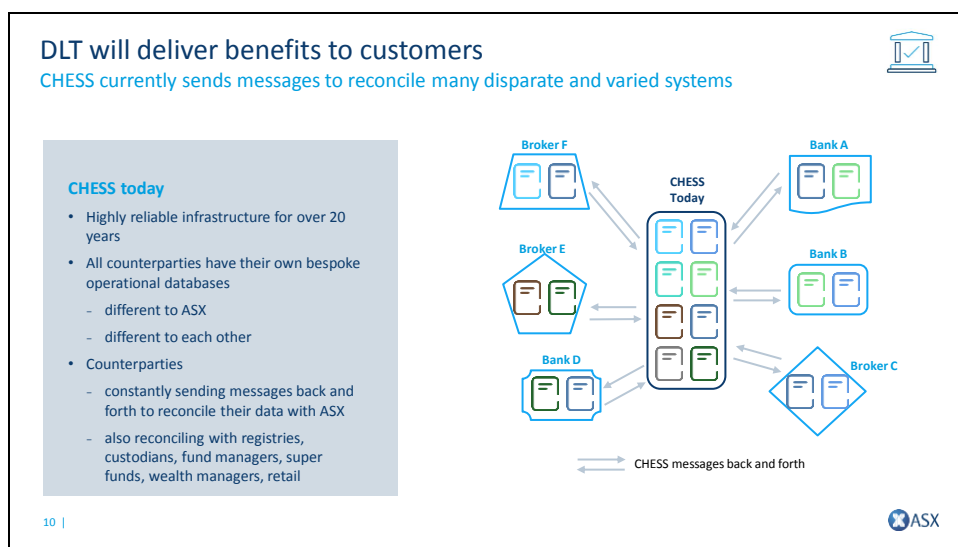 DLT will deliver benefits to customers
CHESS currently sends messages to reconcile many disparate and varied systems
CHESS today
• Highly reliable infrastructure for over 20
years
• All counterparties have their own bespoke
operational databases
- different to ASX
- different to each other
• Counterparties
- constantly sending messages back and
forth to reconcile their data with ASX
- also reconciling with registries,
custodians, fund managers, super
funds, wealth managers, retail
Broker F
Bank A
CHESS
Today
Broker E
Bank B
Bank D
Broker C
CHESS messages back and forth
10 |
ASX